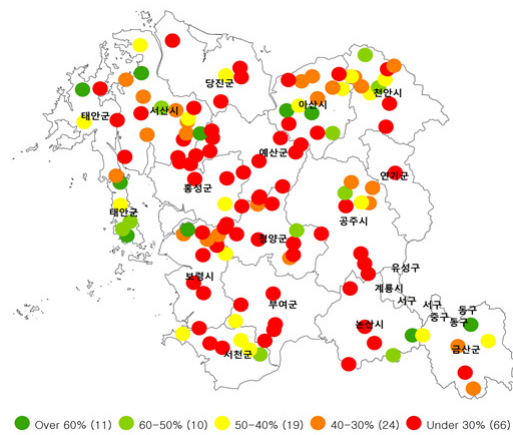 당진군
천안시
아산시
서산시
태안군
예산군
연기군
홍성군
태안군
공주시
청양군
유성구
보령시
계룡시
부여군
서구 서구 동구
중구 동구
논산시
금산군
서천군
Over 60% (11) 60-50% (10) 50-40% (19) 40-30% (24) Under 30% (66)